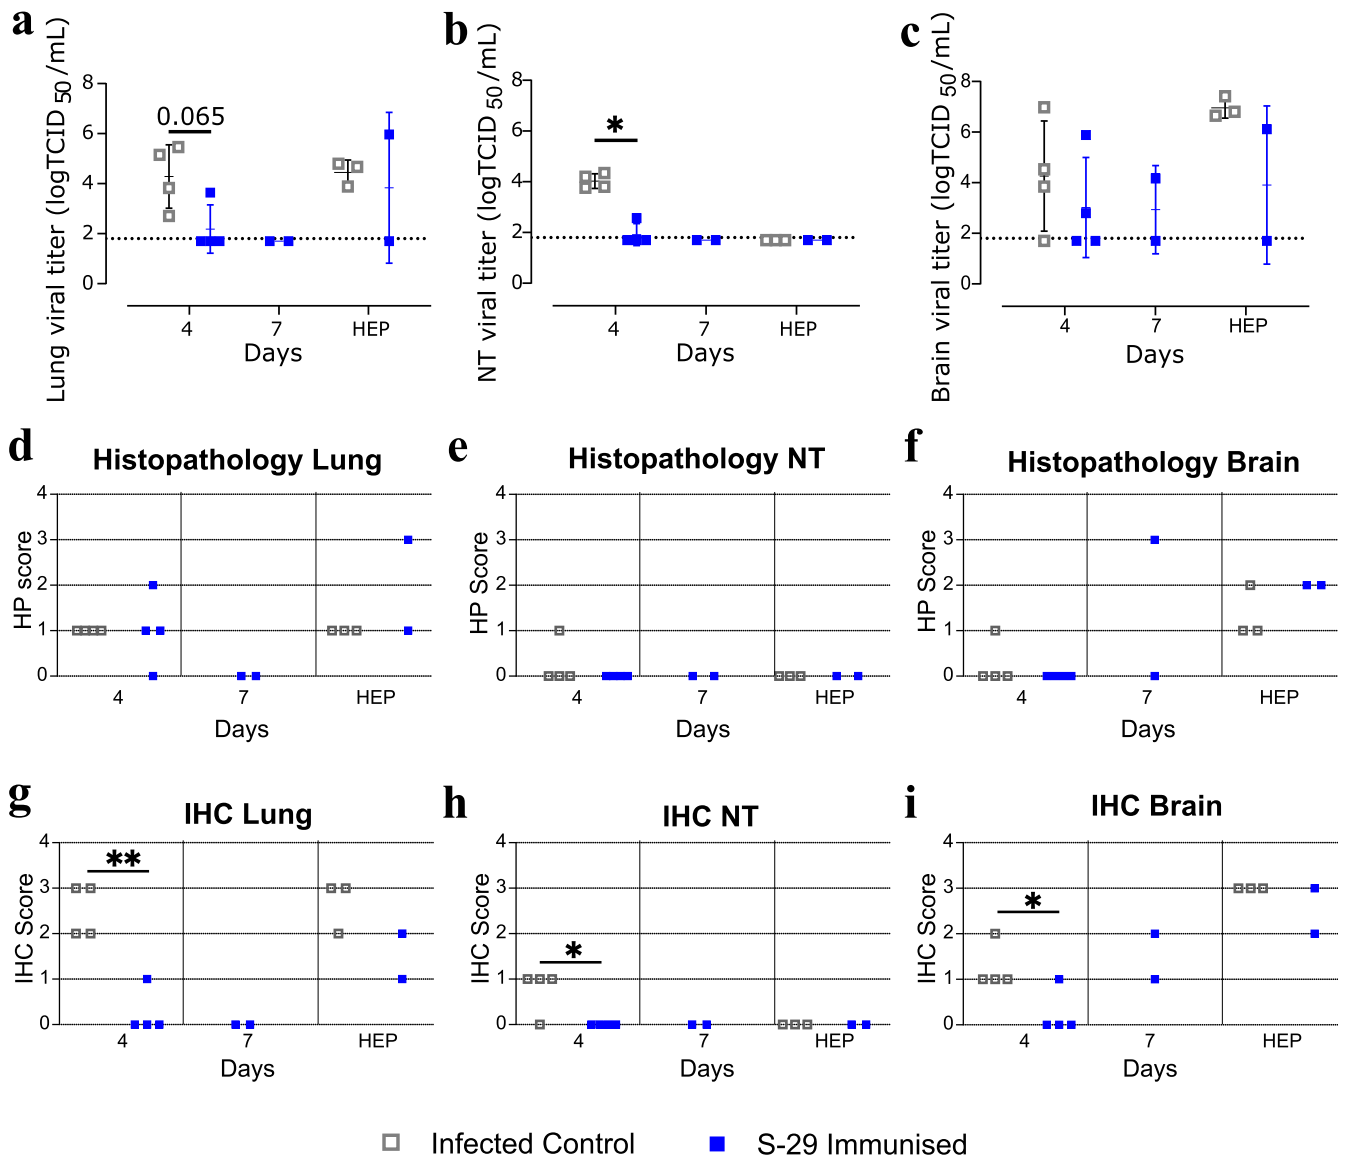 a
Lung viral titer (logTCID50/mL)
8
6
4
2
0
0.065
4 7 HEP
Days
b
NT viral titer (logTCID50/mL)
8
6
4
2
0
*
4 7 HEP
Days
c
Brain viral titer (logTCID50/mL)
8
6
4
2
0
4 7 HEP
Days
d
Histopathology Lung
HP score
4
3
2
1
0
4 7 HEP
Days
e
Histopathology NT
HP Score
4
3
2
1
0
4 7 HEP
Days
f
Histopathology Brain
HP Score
4
3
2
1
0
4 7 HEP
Days
g
IHC Lung
IHC Score
4
3
2
1
0
**
4 7 HEP
Days
h
IHC NT
IHC Score
4
3
2
1
0
*
4 7 HEP
Days
i
IHC Brain
IHC Score
4
3
2
1
0
*
4 7 HEP
Days
Infected Control S-29 Immunised